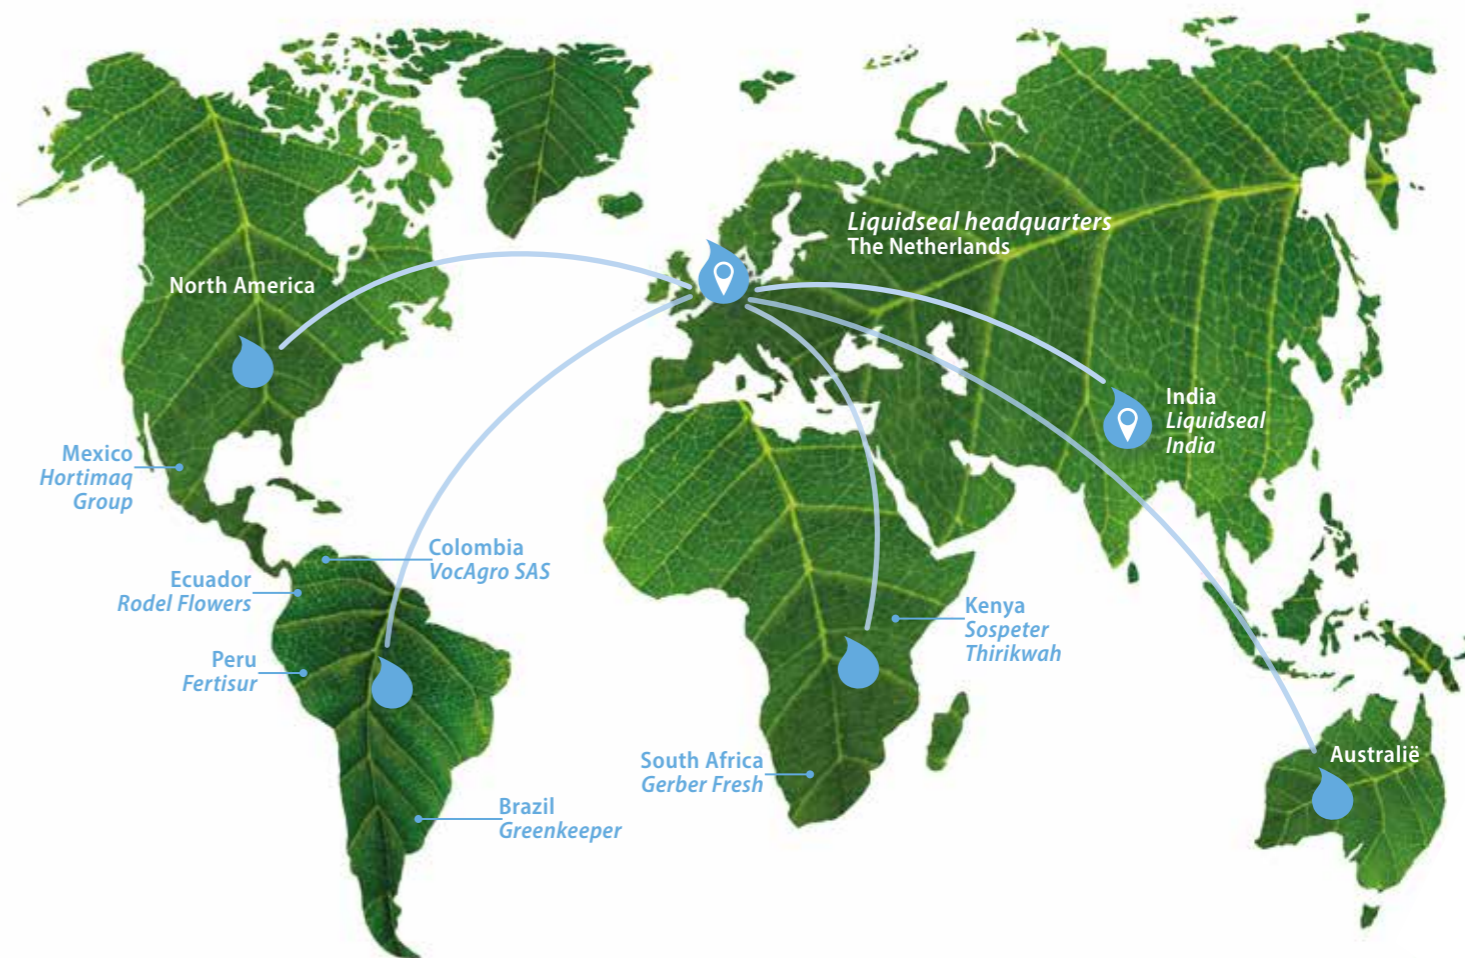 Liquidseal headquarters
The Netherlands
North America
India
Liquidseal
India
Mexico
Hortimaq
Group
Colombia
VocAgro SAS
Ecuador
Rodel Flowers
Kenya
Sospeter
Thirikwah
Peru
Fertisur
South Africa
Gerber Fresh
Australië
Brazil
Greenkeeper